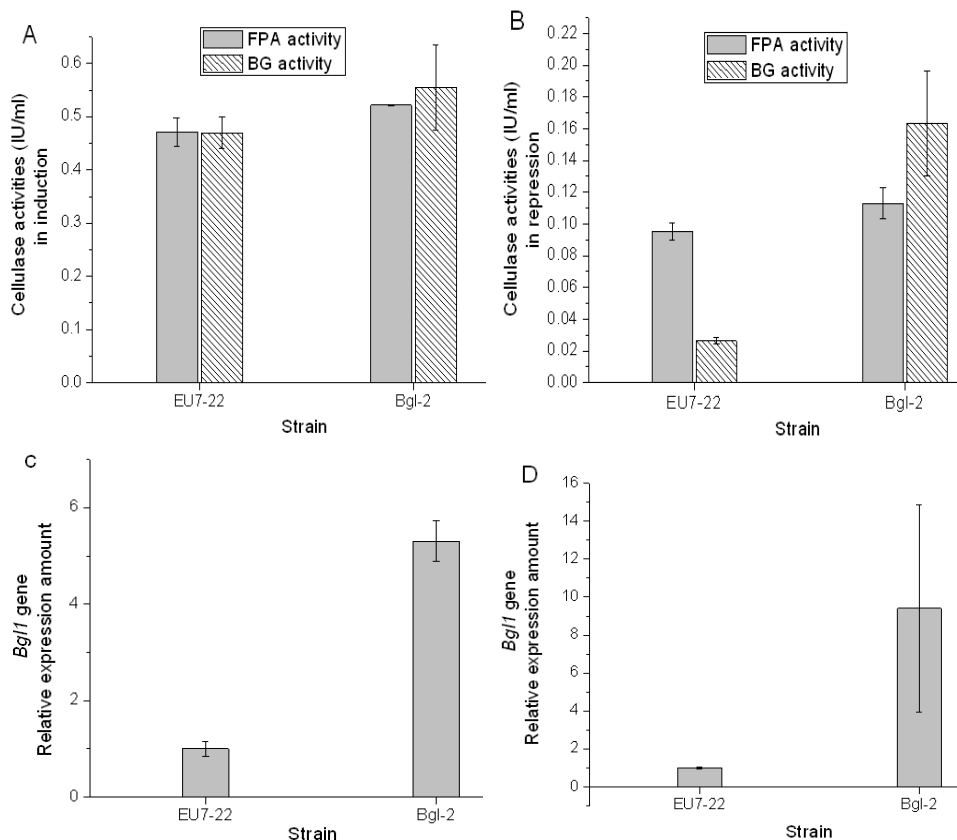 A
FPA activity
BG activity
Cellulase activities (IU/ml)
in induction
0.6
0.5
0.4
0.3
0.2
0.1
0.0
EU7-22
Bgl-2
Strain
B
FPA activity
BG activity
Cellulase activities (IU/ml)
in repression
0.22
0.20
0.18
0.16
0.14
0.12
0.10
0.08
0.06
0.04
0.02
0.00
EU7-22
Bgl-2
Strain
C
Bgl1 gene
Relative expression amount
6
4
2
0
EU7-22
Bgl-2
Strain
D
Bgl1 gene
Relative expression amount
16
14
12
10
8
6
4
2
0
EU7-22
Bgl-2
Strain